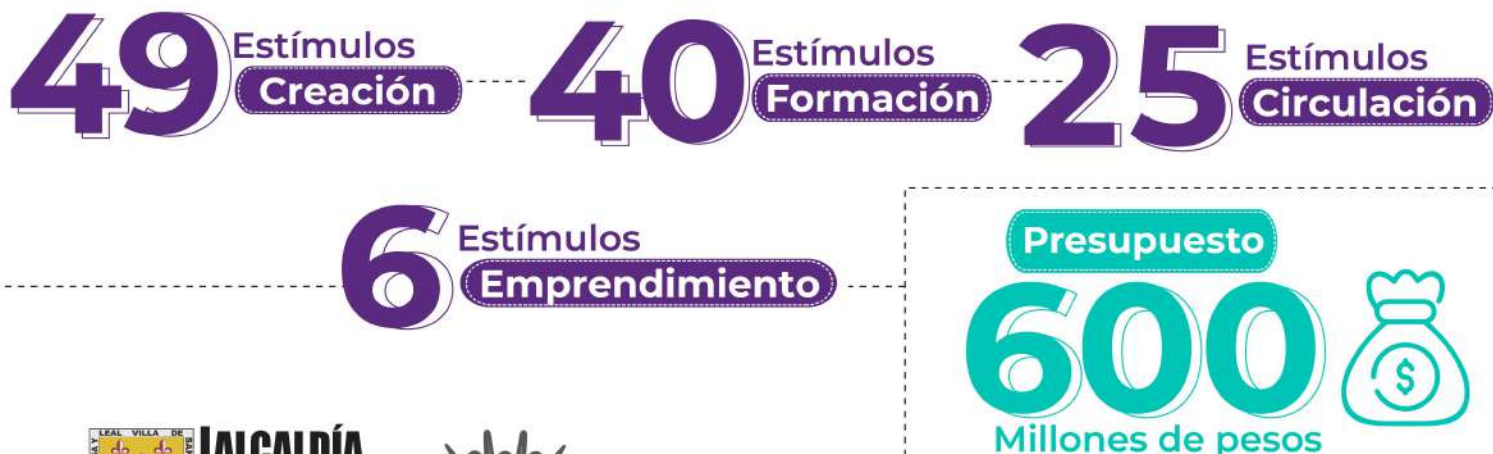 49 Estímulos
Creación
40 Estímulos
Formación
25 Estímulos
Circulación
6 Estímulos
Emprendimiento
Presupuesto
600
$
Millones de pesos
LEAL VILLA DE
ALCALDÍA